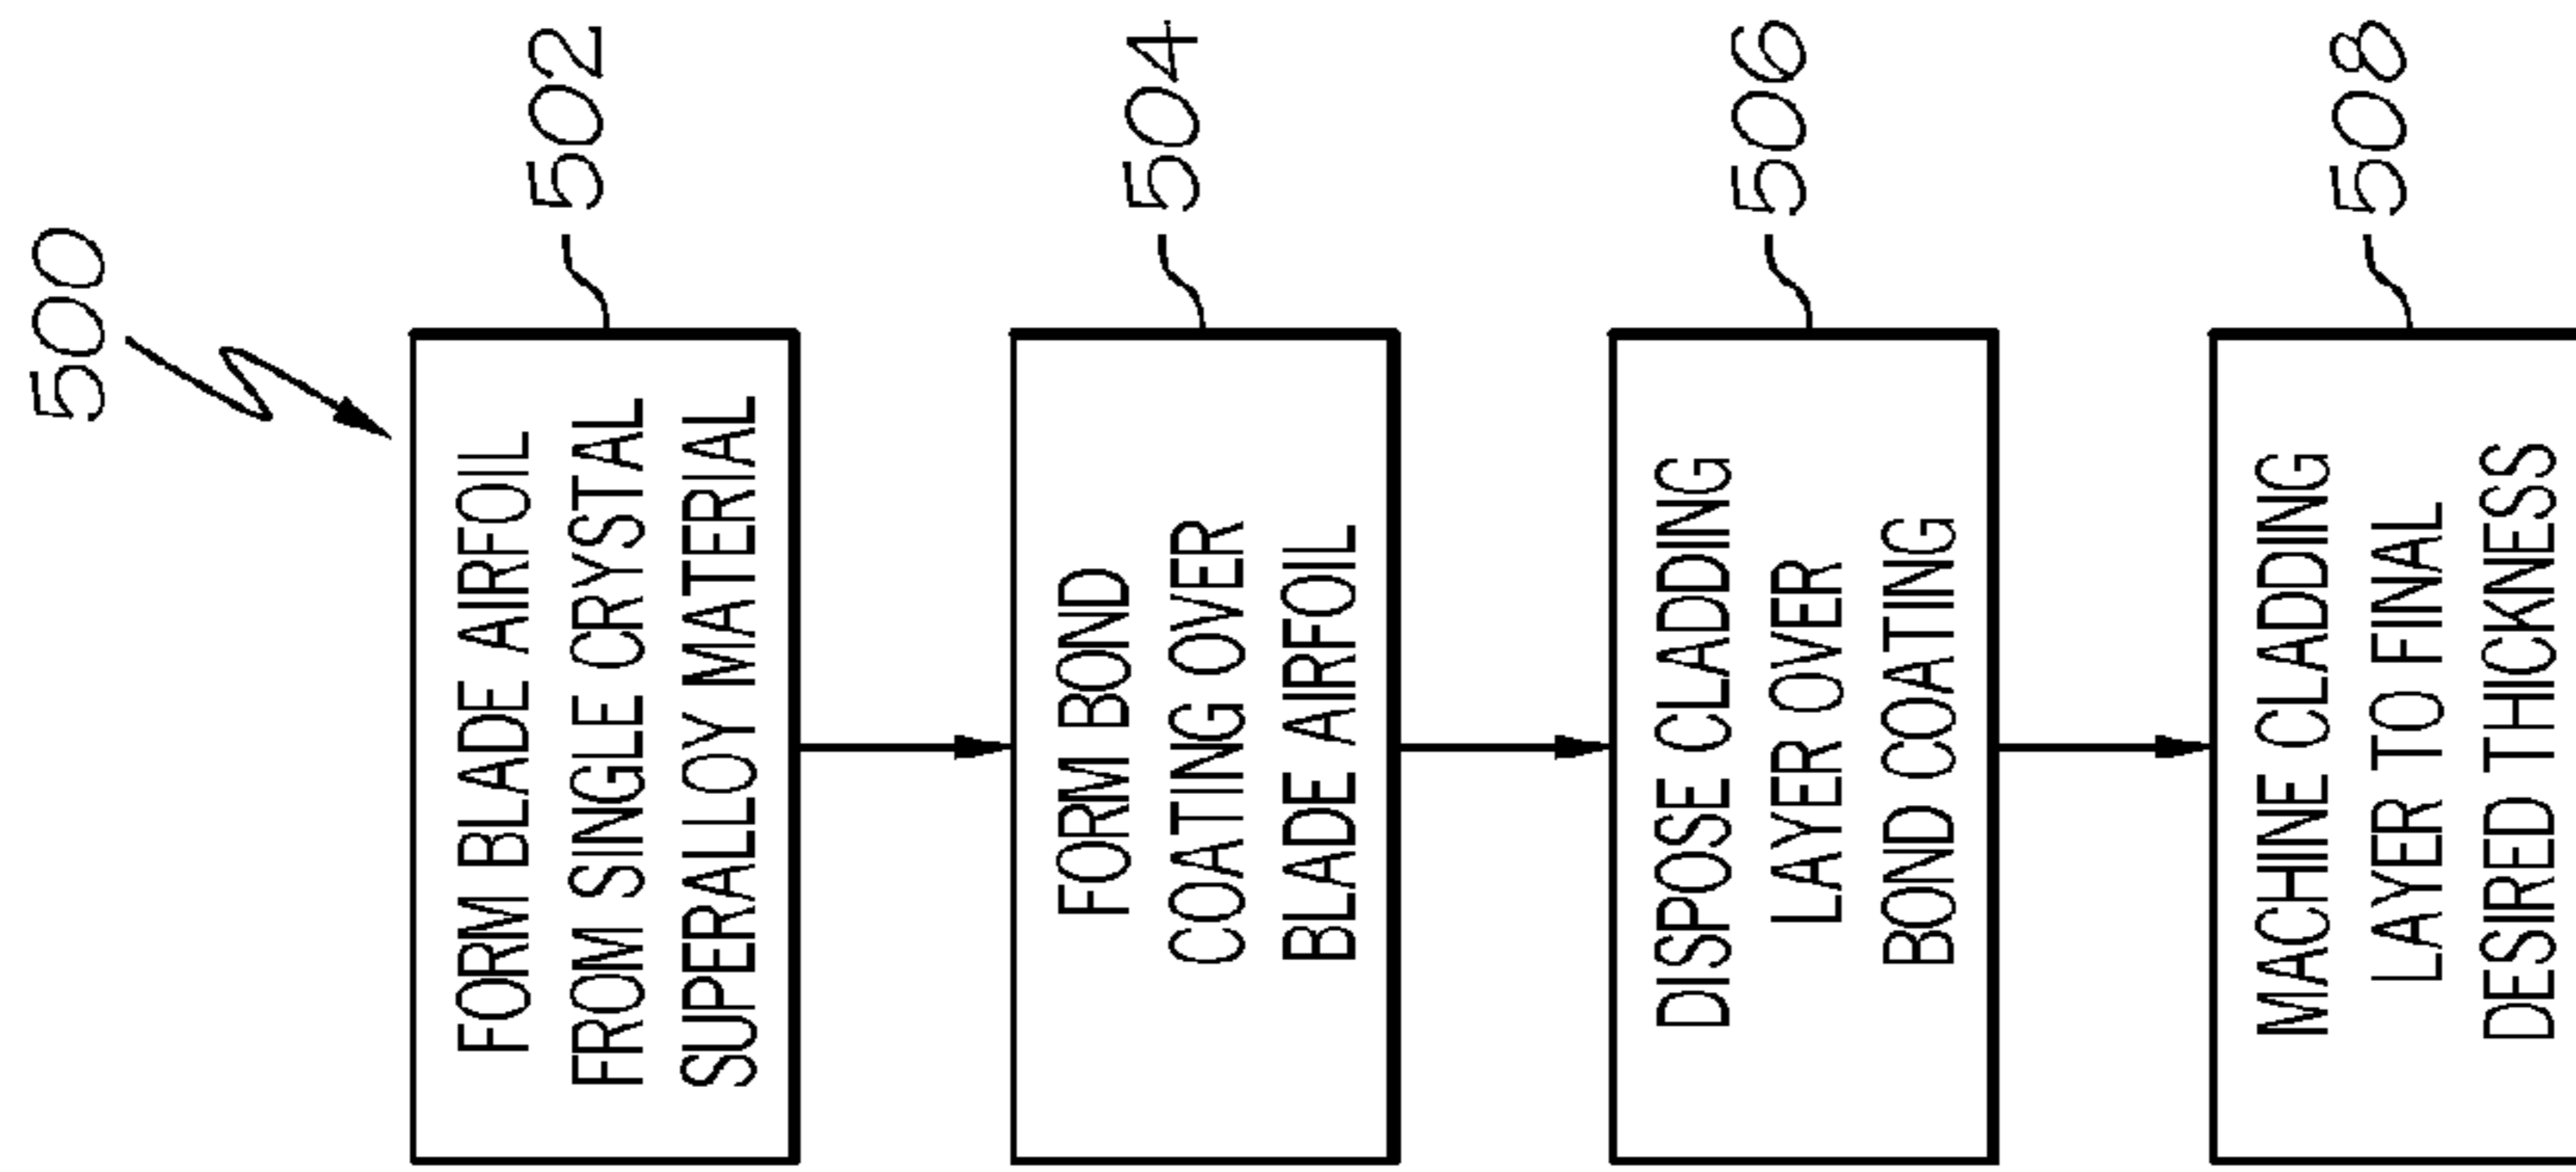 500
FORM BLADE AIRFOIL
FROM SINGLE CRYSTAL
SUPERALLOY MATERIAL
502
FORM BOND
COATING OVER
BLADE AIRFOIL
504
DISPOSE CLADDING
LAYER OVER
BOND COATING
506
MACHINE CLADDING
LAYER TO FINAL
DESIRED THICKNESS
508